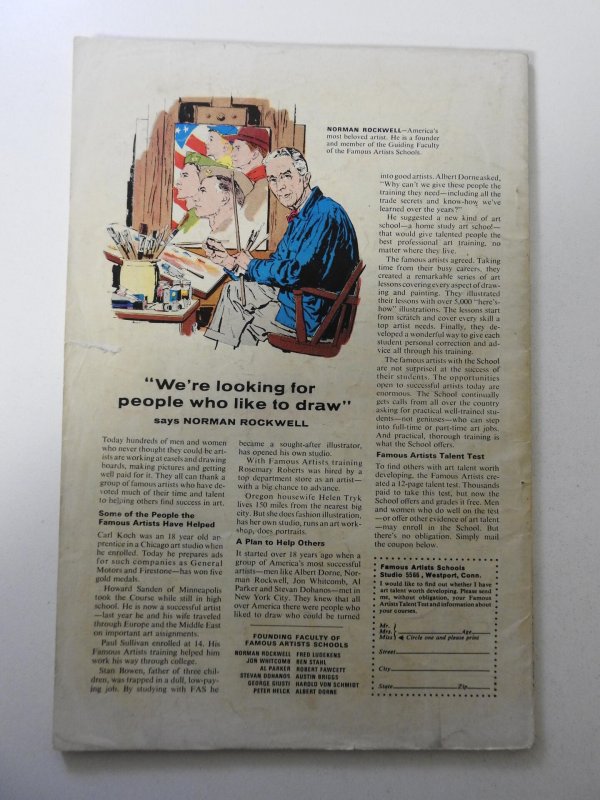 NORMAN ROCKWELL—America's
most beloved artist. He is a founder
and member of the Guiding Faculty
of the Famous Artists Schools.
"We're looking for
people who like to draw"
says NORMAN ROCKWELL
Today hundreds of men and women
who never thought they could be art-
ists are working at easels and drawing
boards, making pictures and getting
well paid for it. They all can thank a
group of famous artists who have de-
voted much of their time and talent
to helping others find success in art.
Some of the People the
Famous Artists Have Helped
Carl Koch was an 18 year old ap-
prentice in a Chicago art studio when
he enrolled. Today he prepares ads
for such companies as General
Motors and Firestone—has won five
gold medals.
Howard Sanden of Minneapolis
took the Course while still in high
school. He is now a successful artist
—last year he and his wife traveled
through Europe and the Middle East
on important art assignments.
Paul Sullivan enrolled at 14. His
Famous Artists training helped him
work his way through college.
Stan Bowen, father of three chil-
dren, was trapped in a dull, low-pay-
ing job. By studying with FAS he
became a sought-after illustrator,
has opened his own studio.
With Famous Artists training
Rosemary Roberts was hired by a
top department store as an artist—
with a big chance to advance.
Oregon housewife Helen Tryk
lives 150 miles from the nearest big
city. But she does fashion illustration,
has her own studio, runs an art work-
shop, does portraits.
A Plan to Help Others
It started over 18 years ago when a
group of America's most successful
artists—men like Albert Dorne, Nor-
man Rockwell, Jon Whitcomb, Al
Parker and Stevan Dohanos—met in
New York City. They knew that all
over America there were people who
liked to draw who could be turned
FOUNDING FACULTY OF
FAMOUS ARTISTS SCHOOLS
NORMAN ROCKWELL FRED LUDEKENS
JON WHITCOMB BEN STAHL
AL PARKER ROBERT FAWCETT
STEVAN DOHANOS AUSTIN BRIGGS
GEORGE GIUSTI HAROLD VON SCHMIDT
PETER HELCK ALBERT DORNE
into good artists. Albert Dorne asked,
"Why can't we give these people the
training they need—including all the
trade secrets and know-how we've
learned over the years?"
He suggested a new kind of art
school—a home study art school—
that would give talented people the
best professional art training, no
matter where they live.
The famous artists agreed. Taking
time from their busy careers, they
created a remarkable series of art
lessons covering every aspect of draw-
ing and painting. They illustrated
their lessons with over 5,000 "here's-
how" illustrations. The lessons start
from scratch and cover every skill a
top artist needs. Finally, they de-
veloped a wonderful way to give each
student personal correction and ad-
vice all through his training.
The famous artists with the School
are not surprised at the success of
their students. The opportunities
open to successful artists today are
enormous. The School continually
gets calls from all over the country
asking for practical well-trained stu-
dents—not geniuses—who can step
into full-time or part-time art jobs.
And practical, thorough training is
what the School offers.
Famous Artists Talent Test
To find others with art talent worth
developing, the Famous Artists cre-
ated a 12-page talent test. Thousands
paid to take this test, but now the
School offers and grades it free. Men
and women who do well on the test
—or offer other evidence of art talent
—may enroll in the School. But
there's no obligation. Simply mail
the coupon below.
Famous Artists Schools
Studio 5566, Westport, Conn.
I would like to find out whether I have
art talent worth developing. Please send
me, without obligation, your Famous
Artists Talent Test and information about
your courses.
Mr.
Mrs. Age
Miss Circle one and please print
Street
City
State Zip